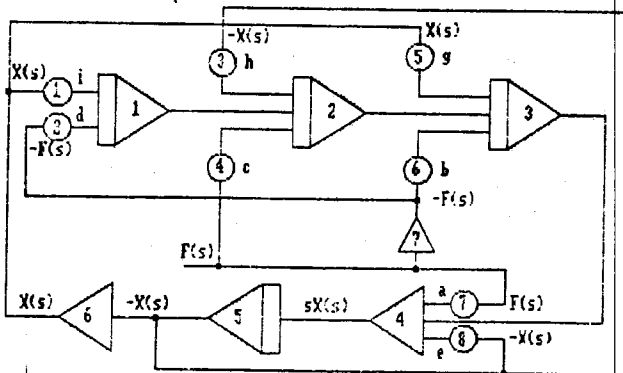 -X(s)
X(s)
3 h
5 g
X(s)
1 i
1
2
3
2 d
-F(s)
4 c
6 b
-F(s)
7
F(s)
a 7 F(s)
X(s)
-X(s)
sX(s)
6
5
4
-X(s)
e 8